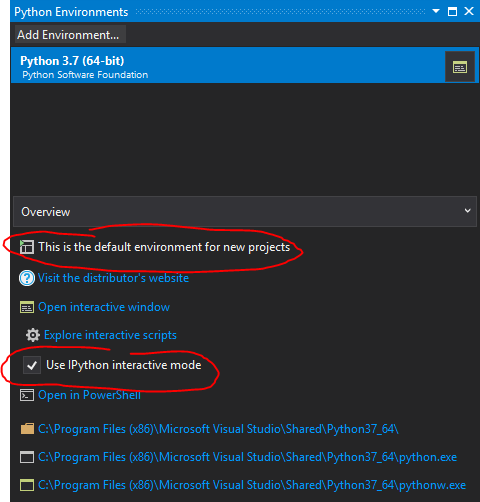 Python Environments
Add Environment...
Python 3.7 (64-bit)
Python Software Foundation
Overview
This is the default environment for new projects
Visit the distributor's website
Open interactive window
Explore interactive scripts
Use IPython interactive mode
Open in PowerShell
C:\Program Files (x86)\Microsoft Visual Studio\Shared\Python37_64\
C:\Program Files (x86)\Microsoft Visual Studio\Shared\Python37_64\python.exe
C:\Program Files (x86)\Microsoft Visual Studio\Shared\Python37_64\pythonw.exe